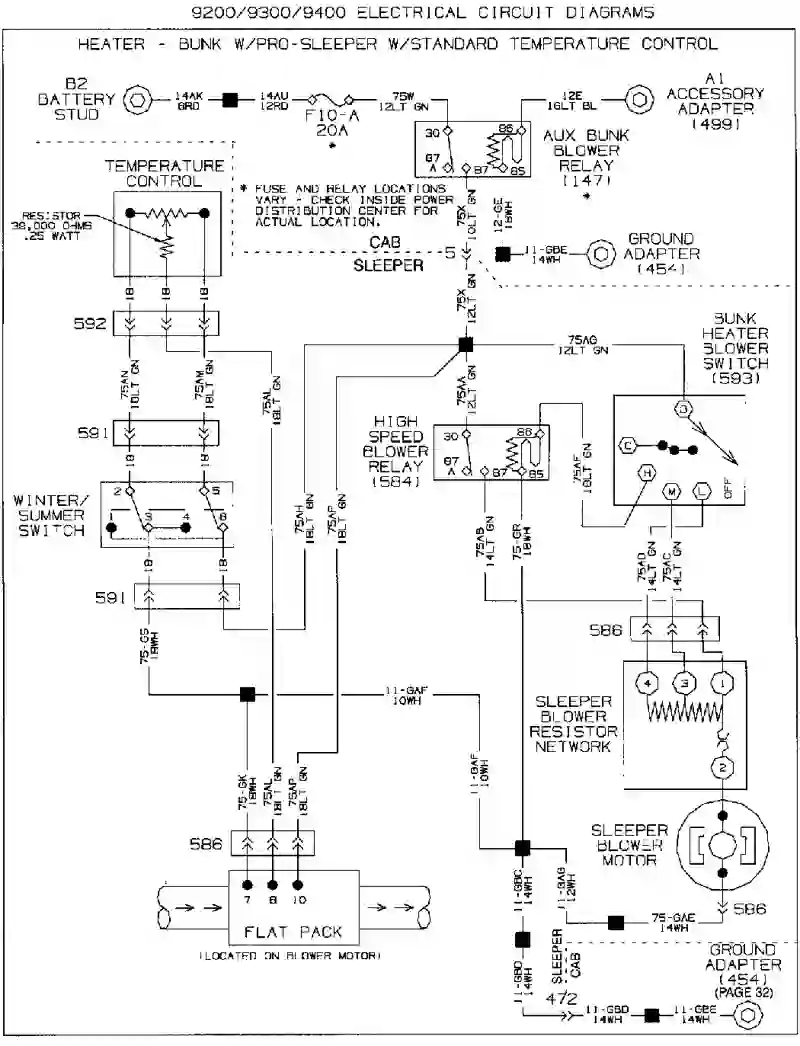 9200/9300/9400 ELECTRICAL CIRCUIT DIAGRAMS
HEATER - BUNK W/PRO-SLEEPER W/STANDARD TEMPERATURE CONTROL
B2
BATTERY
STUD
14AK
6RD
14AU
12RD
F10-A
20A
*
75W
12LT GN
12E
16LT BL
A1
ACCESSORY
ADAPTER
(499)
30
86
87
A
87
85
AUX BUNK
BLOWER
RELAY
(147)
*
TEMPERATURE
CONTROL
RESISTOR
39,000 OHMS
.25 WATT
* FUSE AND RELAY LOCATIONS
VARY - CHECK INSIDE POWER
DISTRIBUTION CENTER FOR
ACTUAL LOCATION.
CAB
SLEEPER
75X
10LT GN
12-GE
18WH
5
11-GBE
14WH
GROUND
ADAPTER
(454)
75X
12LT GN
18
18
18
592
75AN
18LT GN
75AM
18LT GN
75AL
18LT GN
75AG
12LT GN
BUNK
HEATER
BLOWER
SWITCH
(593)
75AA
12LT GN
HIGH
SPEED
BLOWER
RELAY
(584)
30
86
87
A
87
85
75AF
18LT GN
B
C
H
M
L
OFF
591
18
18
WINTER/
SUMMER
SWITCH
2
5
1
3
4
6
75AH
18LT GN
75AP
18LT GN
75AB
14LT GN
75-GR
18WH
75AD
14LT GN
75AC
14LT GN
18
18
591
586
75-GS
18WH
4
3
1
2
SLEEPER
BLOWER
RESISTOR
NETWORK
11-GAF
10WH
11-GAF
10WH
75-GK
18WH
75AL
18LT GN
75AP
18LT GN
586
7
8
10
FLAT PACK
(LOCATED ON BLOWER MOTOR)
SLEEPER
BLOWER
MOTOR
586
11-GBC
14WH
11-GAG
12WH
75-GAE
14WH
11-GBD
14WH
SLEEPER
CAB
472
11-GBD
14WH
11-GBE
14WH
GROUND
ADAPTER
(454)
(PAGE 32)